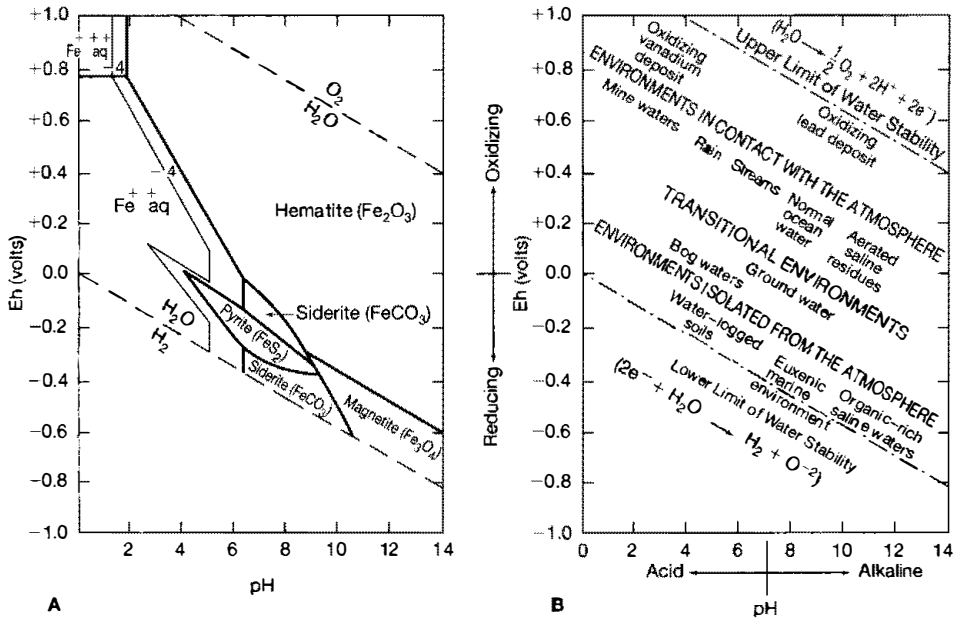 +1.0
+0.8
+0.6
+0.4
+0.2
0.0
−0.2
−0.4
−0.6
−0.8
−1.0
Eh (volts)
2
4
6
8
10
12
14
pH
A
Fe+++ aq
−4
−4
Fe++ aq
O2
H2O
Hematite (Fe2O3)
Siderite (FeCO3)
H2O
H2
Pyrite (FeS2)
Siderite (FeCO3)
Magnetite (Fe3O4)
Oxidizing
Reducing
+1.0
+0.8
+0.6
+0.4
+0.2
0.0
−0.2
−0.4
−0.6
−0.8
−1.0
Eh (volts)
(H2O → 1/2 O2 + 2H+ + 2e−)
Upper Limit of Water Stability
Oxidizing
vanadium
deposit
Oxidizing
lead deposit
ENVIRONMENTS IN CONTACT WITH THE ATMOSPHERE
Mine waters
Rain
Streams
Normal
ocean
water
Aerated
saline
residues
TRANSITIONAL ENVIRONMENTS
Bog waters
Ground water
ENVIRONMENTS ISOLATED FROM THE ATMOSPHERE
Water-logged
soils
Euxenic
marine
environment
Organic-rich
saline waters
Lower Limit of Water Stability
(2e− + H2O → H2 + O−2)
0
2
4
6
8
10
12
14
Acid
Alkaline
pH
B